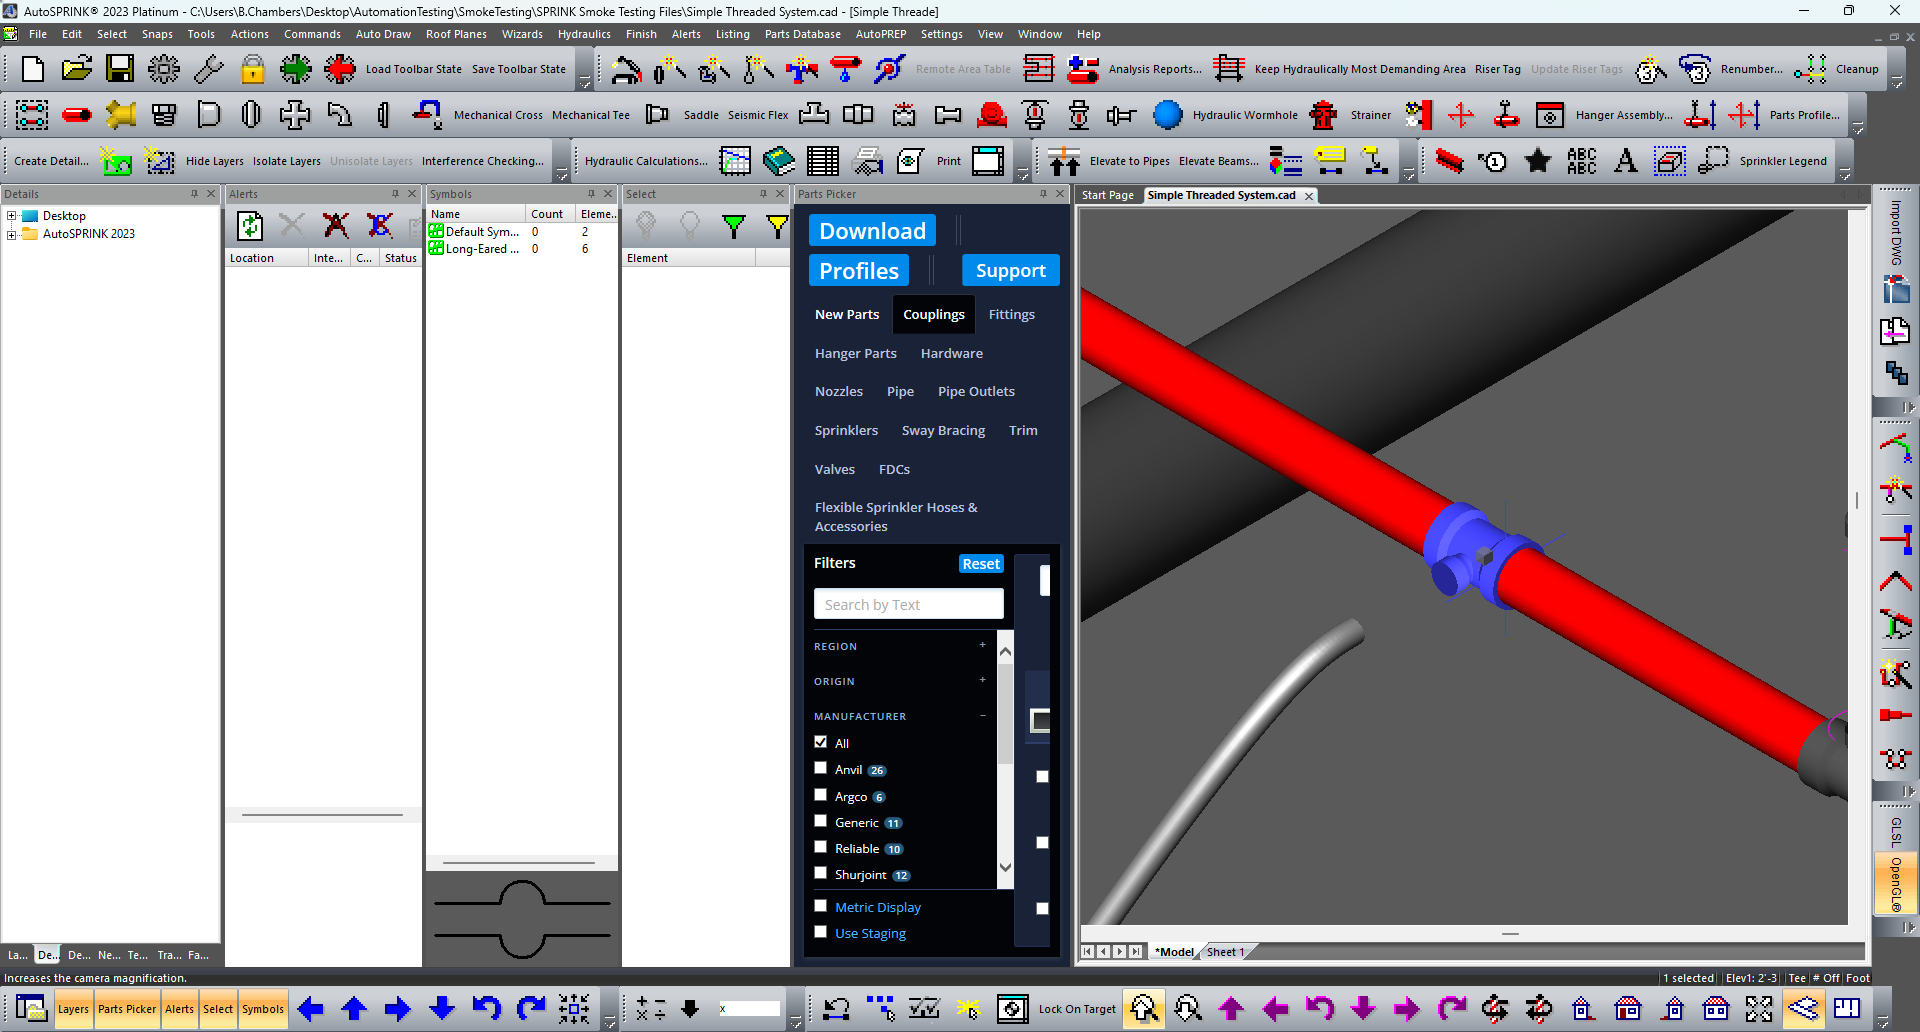 AutoSPRINK® 2023 Platinum - C:\Users\B.Chambers\Desktop\AutomationTesting\SmokeTesting\SPRINK Smoke Testing Files\Simple Threaded System.cad - [Simple Threade]
File Edit Select Snaps Tools Actions Commands Auto Draw Roof Planes Wizards Hydraulics Finish Alerts Listing Parts Database AutoPREP Settings View Window Help
Load Toolbar State Save Toolbar State Remote Area Table Analysis Reports... Keep Hydraulically Most Demanding Area Riser Tag Update Riser Tags Renumber... Cleanup
Mechanical Cross Mechanical Tee Saddle Seismic Flex Hydraulic Wormhole Strainer Hanger Assembly... Parts Profile...
Create Detail... Hide Layers Isolate Layers Unisolate Layers Interference Checking... Hydraulic Calculations... Print Elevate to Pipes Elevate Beams... ABC ABC Sprinkler Legend
Details Alerts Symbols Select Parts Picker
Start Page Simple Threaded System.cad
Desktop
AutoSPRINK 2023
Location Inte... C... Status
Name Count Eleme...
Default Sym... 0 2
Long-Eared ... 0 6
Element
Download
Profiles Support
New Parts Couplings Fittings
Hanger Parts Hardware
Nozzles Pipe Pipe Outlets
Sprinklers Sway Bracing Trim
Valves FDCs
Flexible Sprinkler Hoses &
Accessories
Filters Reset
Search by Text
REGION +
ORIGIN +
MANUFACTURER −
All
Anvil 26
Argco 6
Generic 11
Reliable 10
Shurjoint 12
Metric Display
Use Staging
Import DWG
GLSL
OpenGL®
La... De... De... Ne... Te... Tra... Fa...
*Model Sheet 1
Increases the camera magnification.
1 selected Elev1: 2'-3 Tee # Off Foot
Layers Parts Picker Alerts Select Symbols x Lock On Target